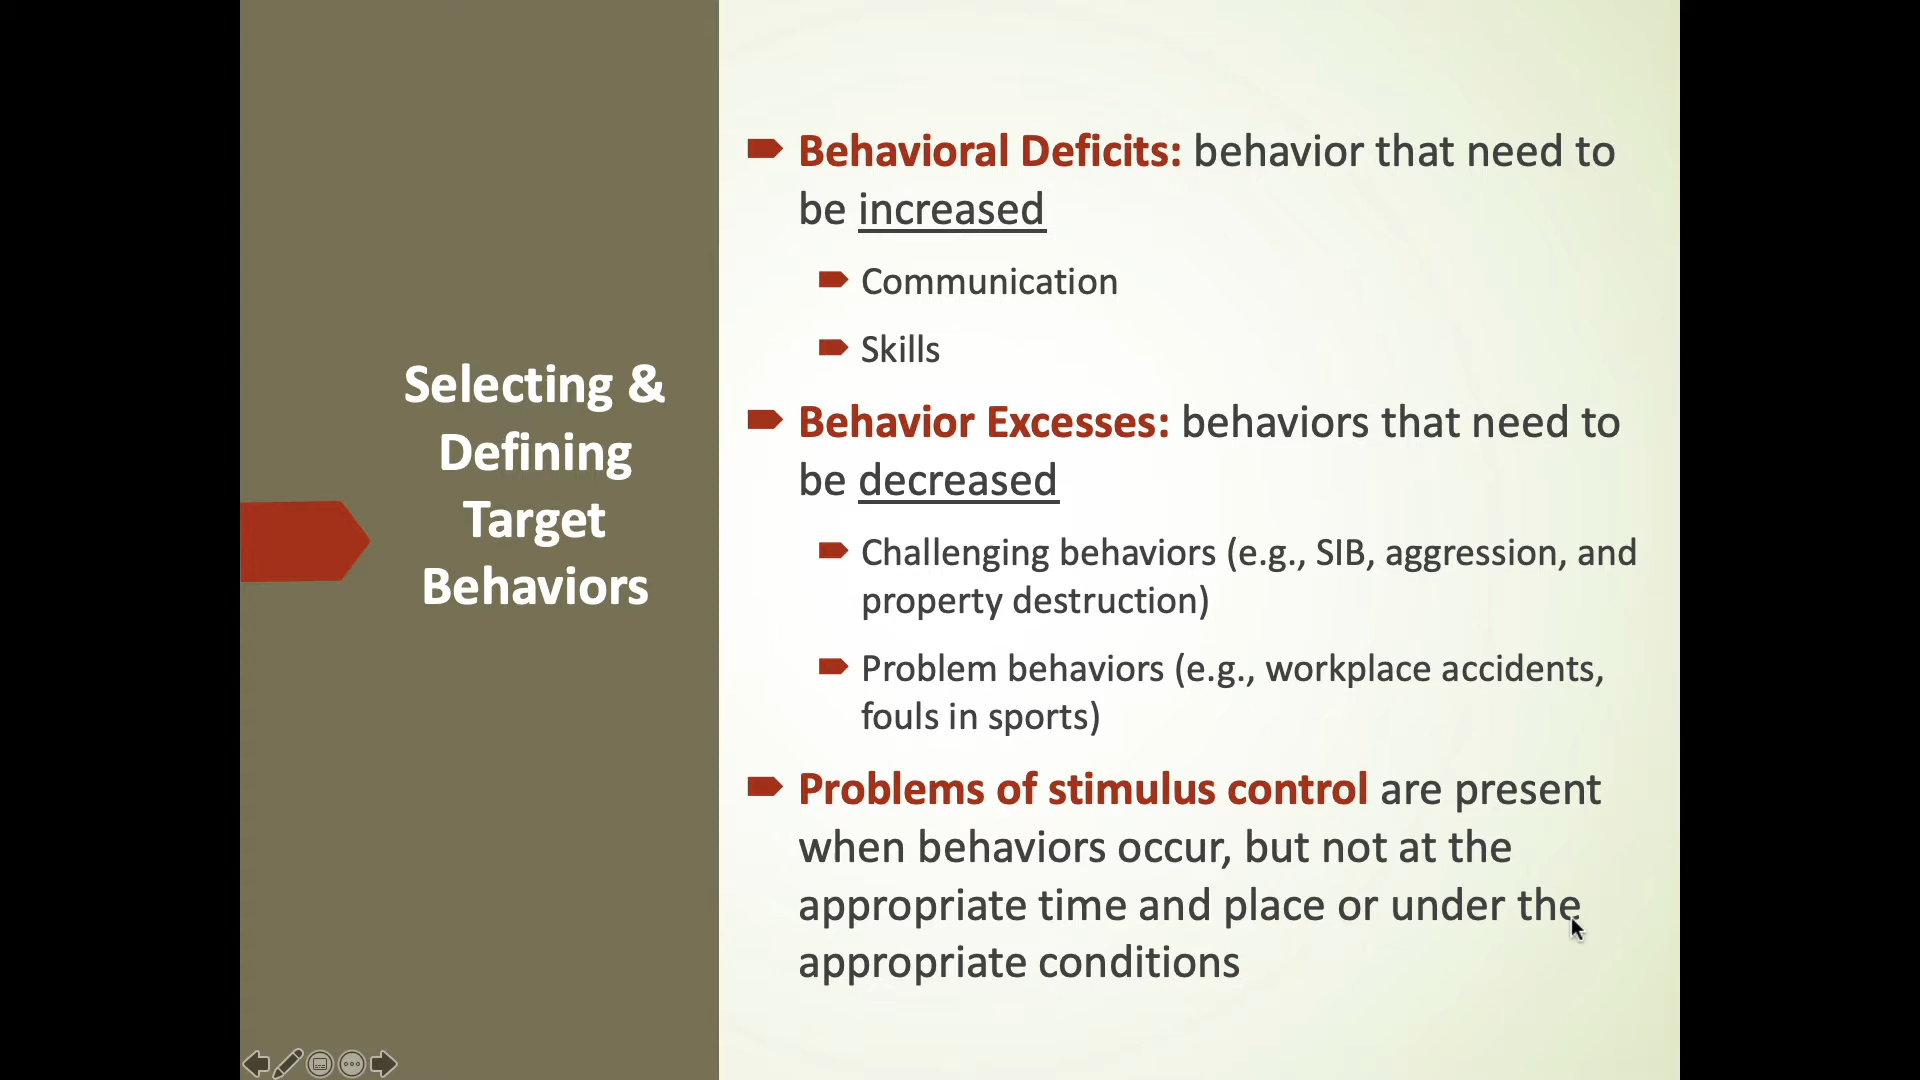 Selecting &
Defining
Target
Behaviors
Behavioral Deficits: behavior that need to
be increased
Communication
Skills
Behavior Excesses: behaviors that need to
be decreased
Challenging behaviors (e.g., SIB, aggression, and
property destruction)
Problem behaviors (e.g., workplace accidents,
fouls in sports)
Problems of stimulus control are present
when behaviors occur, but not at the
appropriate time and place or under the
appropriate conditions